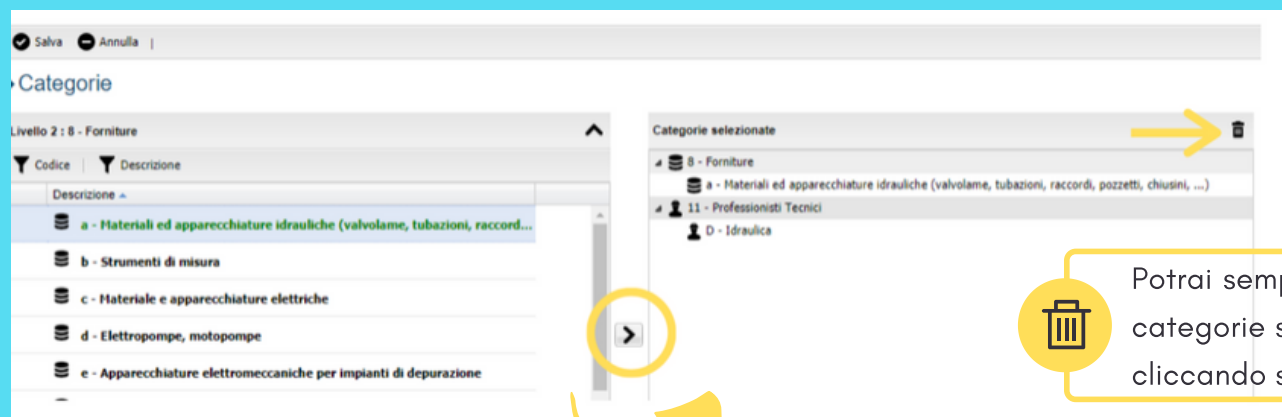 Salva Annulla |
Categorie
Livello 2 : 8 - Forniture
Codice Descrizione
Descrizione
a - Materiali ed apparecchiature idrauliche (valvolame, tubazioni, raccord...
b - Strumenti di misura
c - Materiale e apparecchiature elettriche
d - Elettropompe, motopompe
e - Apparecchiature elettromeccaniche per impianti di depurazione
Categorie selezionate
8 - Forniture
a - Materiali ed apparecchiature idrauliche (valvolame, tubazioni, raccordi, pozzetti, chiusini, ...)
11 - Professionisti Tecnici
D - Idraulica
Potrai
categorie
cliccando